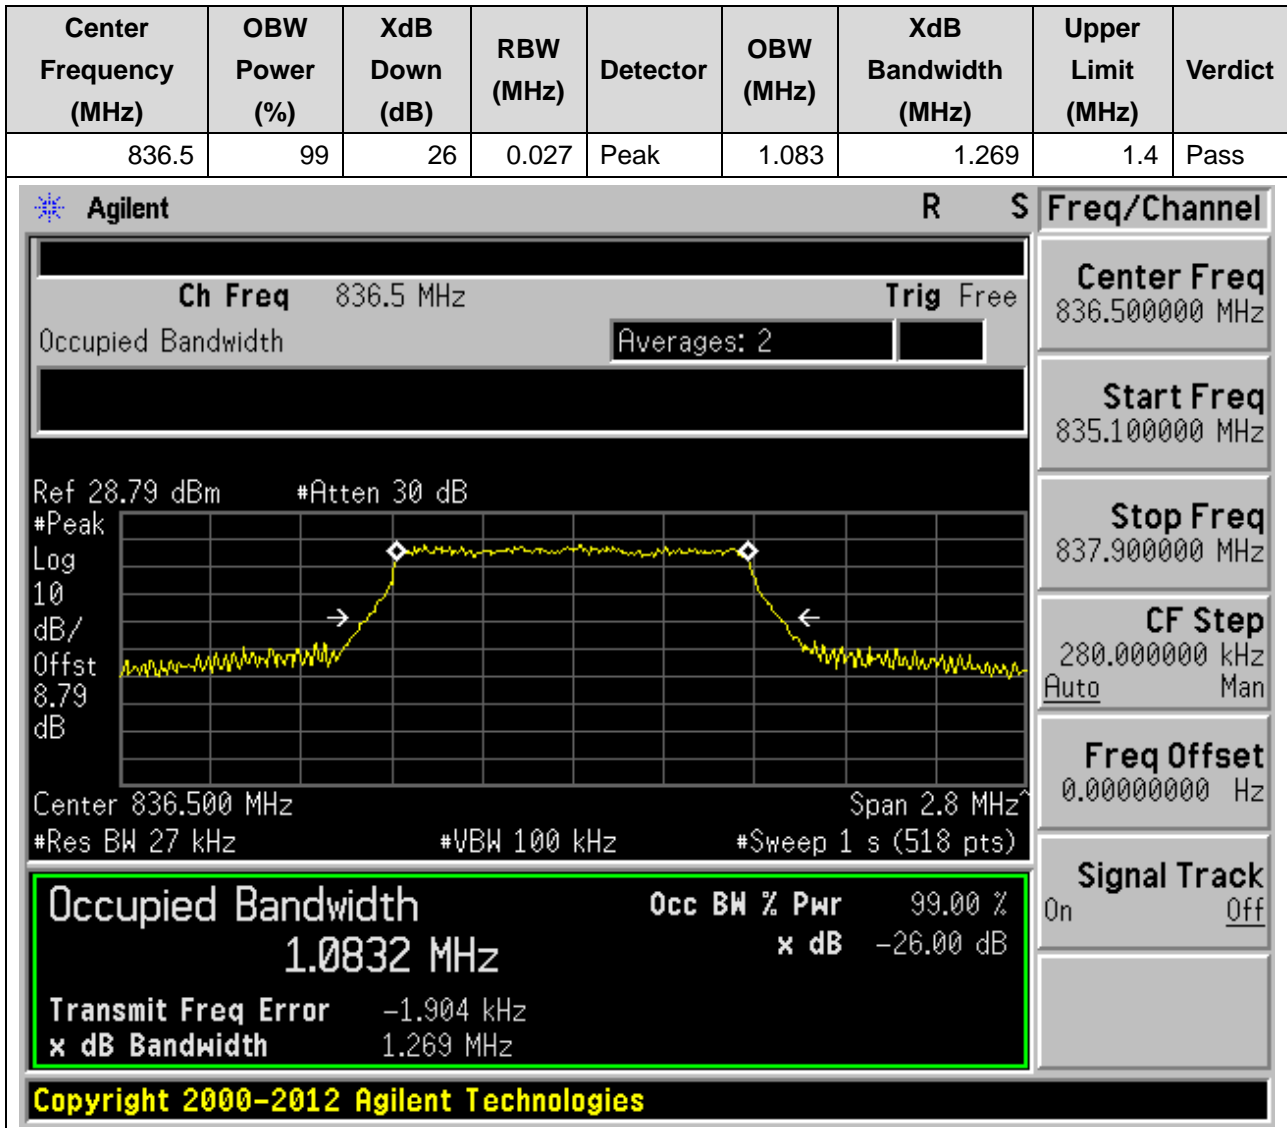 Center Frequency (MHz) OBW Power (%) XdB Down (dB) RBW (MHz) Detector OBW (MHz) XdB Bandwidth (MHz) Upper Limit (MHz) Verdict
836.5 99 26 0.027 Peak 1.083 1.269 1.4 Pass
Agilent R S Freq/Channel
Ch Freq 836.5 MHz Trig Free
Occupied Bandwidth Averages: 2
Center Freq
836.500000 MHz
Start Freq
835.100000 MHz
Stop Freq
837.900000 MHz
CF Step
280.000000 kHz
Auto Man
Freq Offset
0.00000000 Hz
Signal Track
On Off
Ref 28.79 dBm #Atten 30 dB
#Peak
Log
10
dB/
Offst
8.79
dB
Center 836.500 MHz Span 2.8 MHz^
#Res BW 27 kHz #VBW 100 kHz #Sweep 1 s (518 pts)
Occupied Bandwidth Occ BW % Pwr 99.00 %
1.0832 MHz x dB -26.00 dB
Transmit Freq Error -1.904 kHz
x dB Bandwidth 1.269 MHz
Copyright 2000-2012 Agilent Technologies